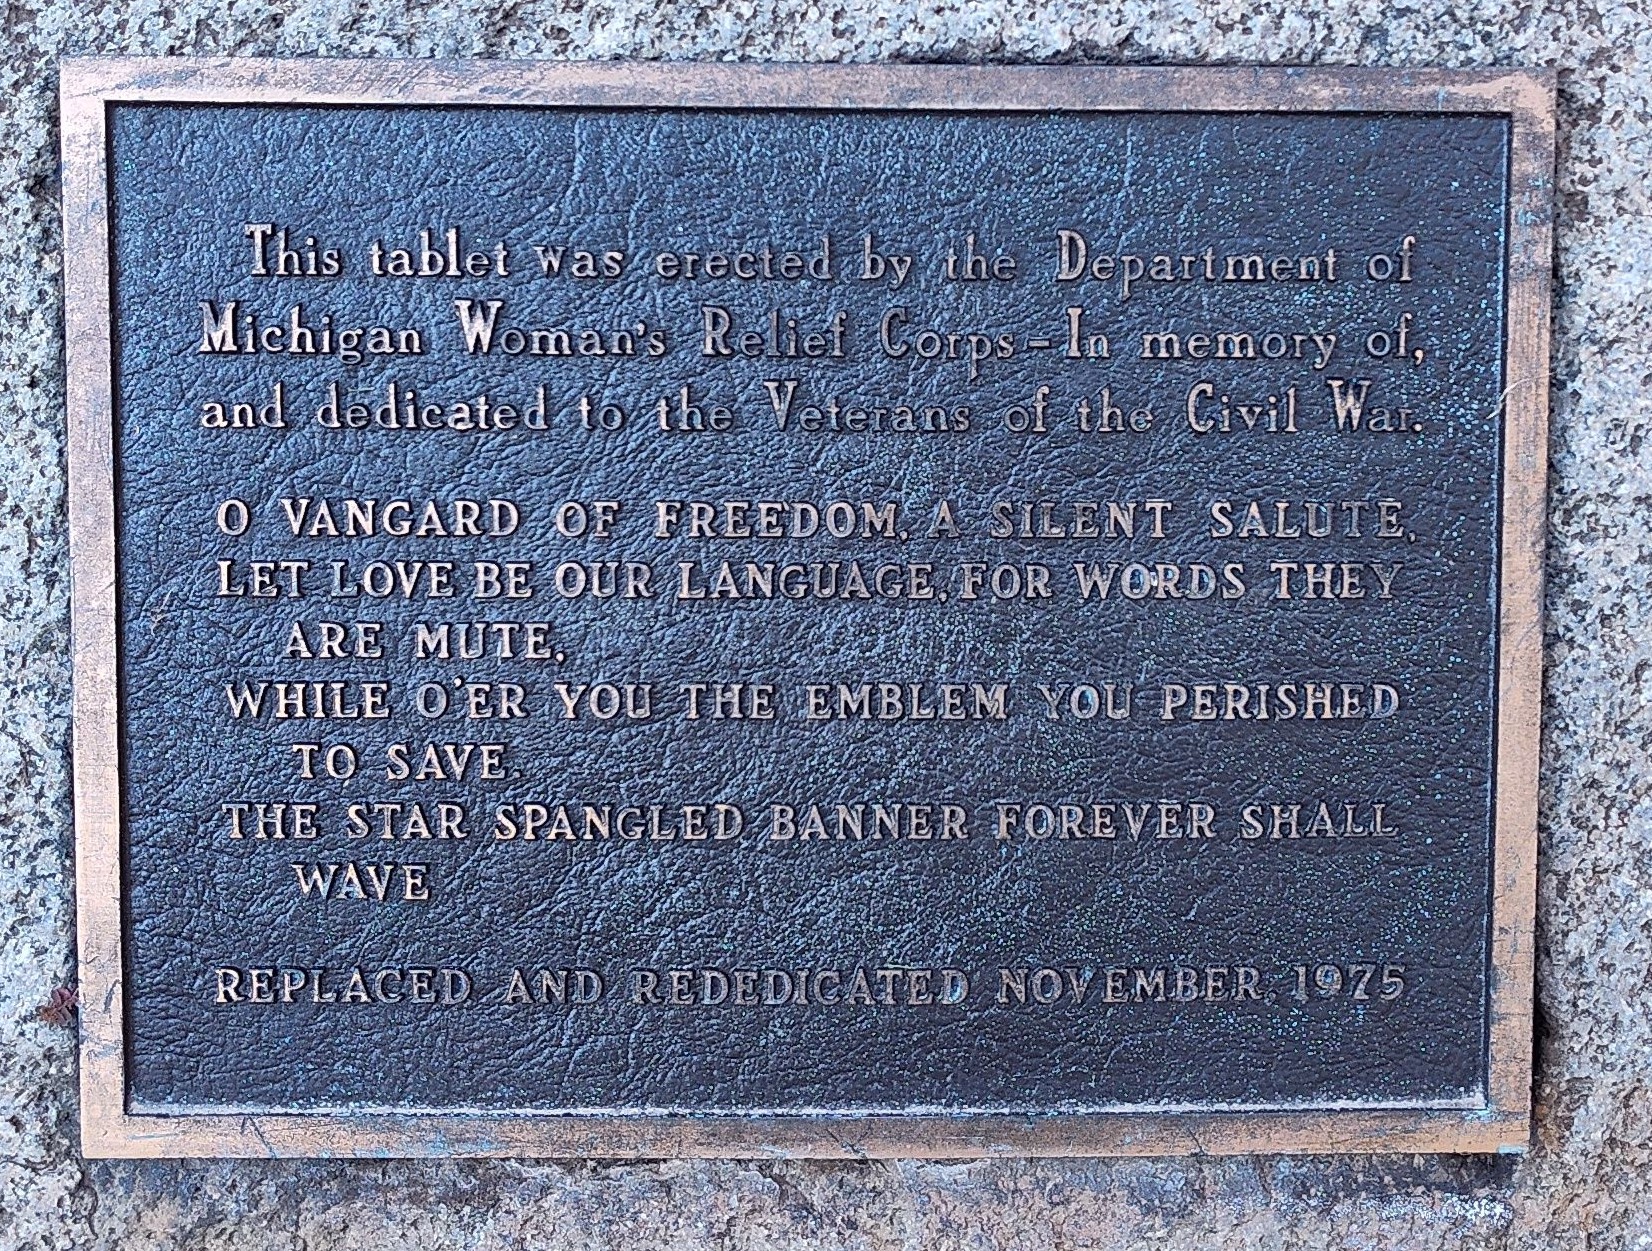 This tablet was erected by the Department of
Michigan Woman's Relief Corps-In memory of,
and dedicated to the Veterans of the Civil War.
O VANGARD OF FREEDOM, A SILENT SALUTE,
LET LOVE BE OUR LANGUAGE, FOR WORDS THEY
ARE MUTE,
WHILE O'ER YOU THE EMBLEM YOU PERISHED
TO SAVE,
THE STAR SPANGLED BANNER FOREVER SHALL
WAVE
REPLACED AND REDEDICATED NOVEMBER, 1975